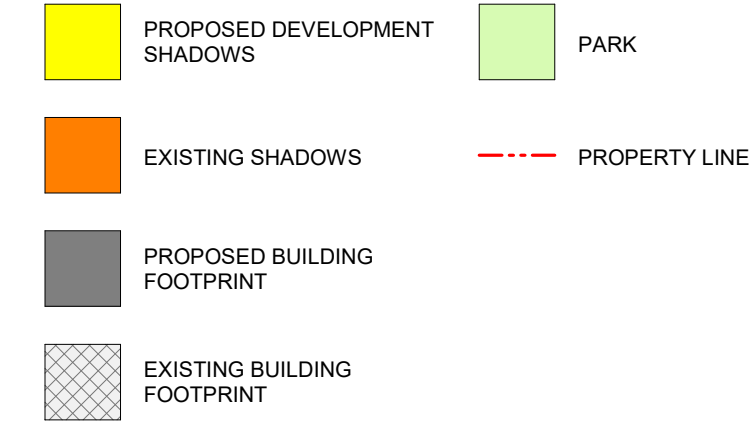 PROPOSED DEVELOPMENT
SHADOWS
EXISTING SHADOWS
PROPOSED BUILDING
FOOTPRINT
EXISTING BUILDING
FOOTPRINT
PARK
PROPERTY LINE